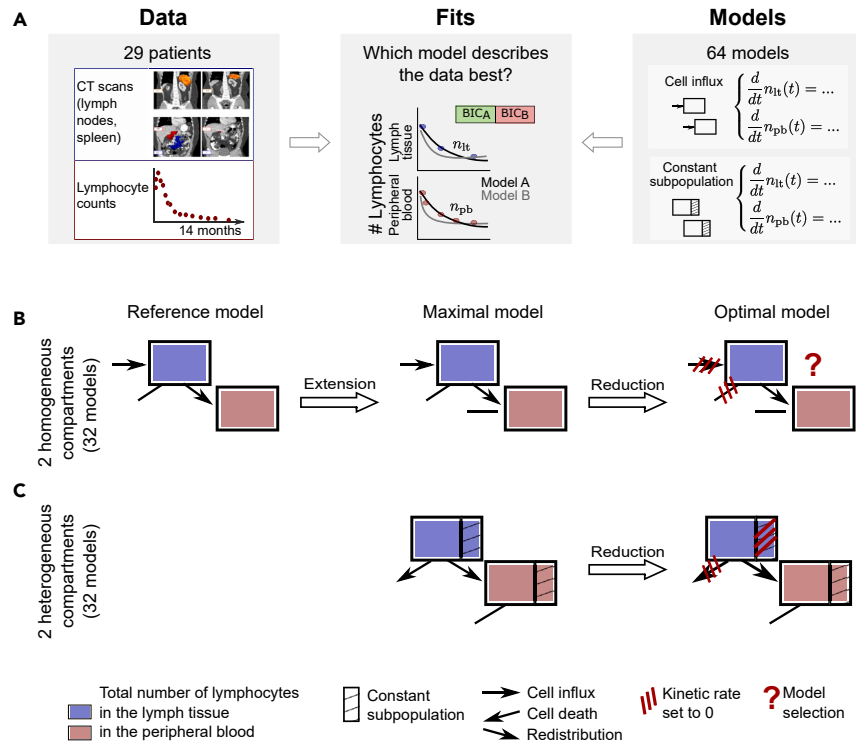 A
Data
Fits
Models
29 patients
CT scans
(lymph
nodes,
spleen)
Lymphocyte
counts
14 months
Which model describes
the data best?
BIC_A BIC_B
# Lymphocytes
Lymph
tissue
n_lt
Peripheral
blood
n_pb
Model A
Model B
64 models
Cell influx
d/dt n_lt(t) = ...
d/dt n_pb(t) = ...
Constant
subpopulation
d/dt n_lt(t) = ...
d/dt n_pb(t) = ...
B
Reference model
Maximal model
Optimal model
2 homogeneous
compartments
(32 models)
Extension
Reduction
?
C
2 heterogeneous
compartments
(32 models)
Reduction
Total number of lymphocytes
in the lymph tissue
in the peripheral blood
Constant
subpopulation
Cell influx
Cell death
Redistribution
Kinetic rate
set to 0
? Model
selection